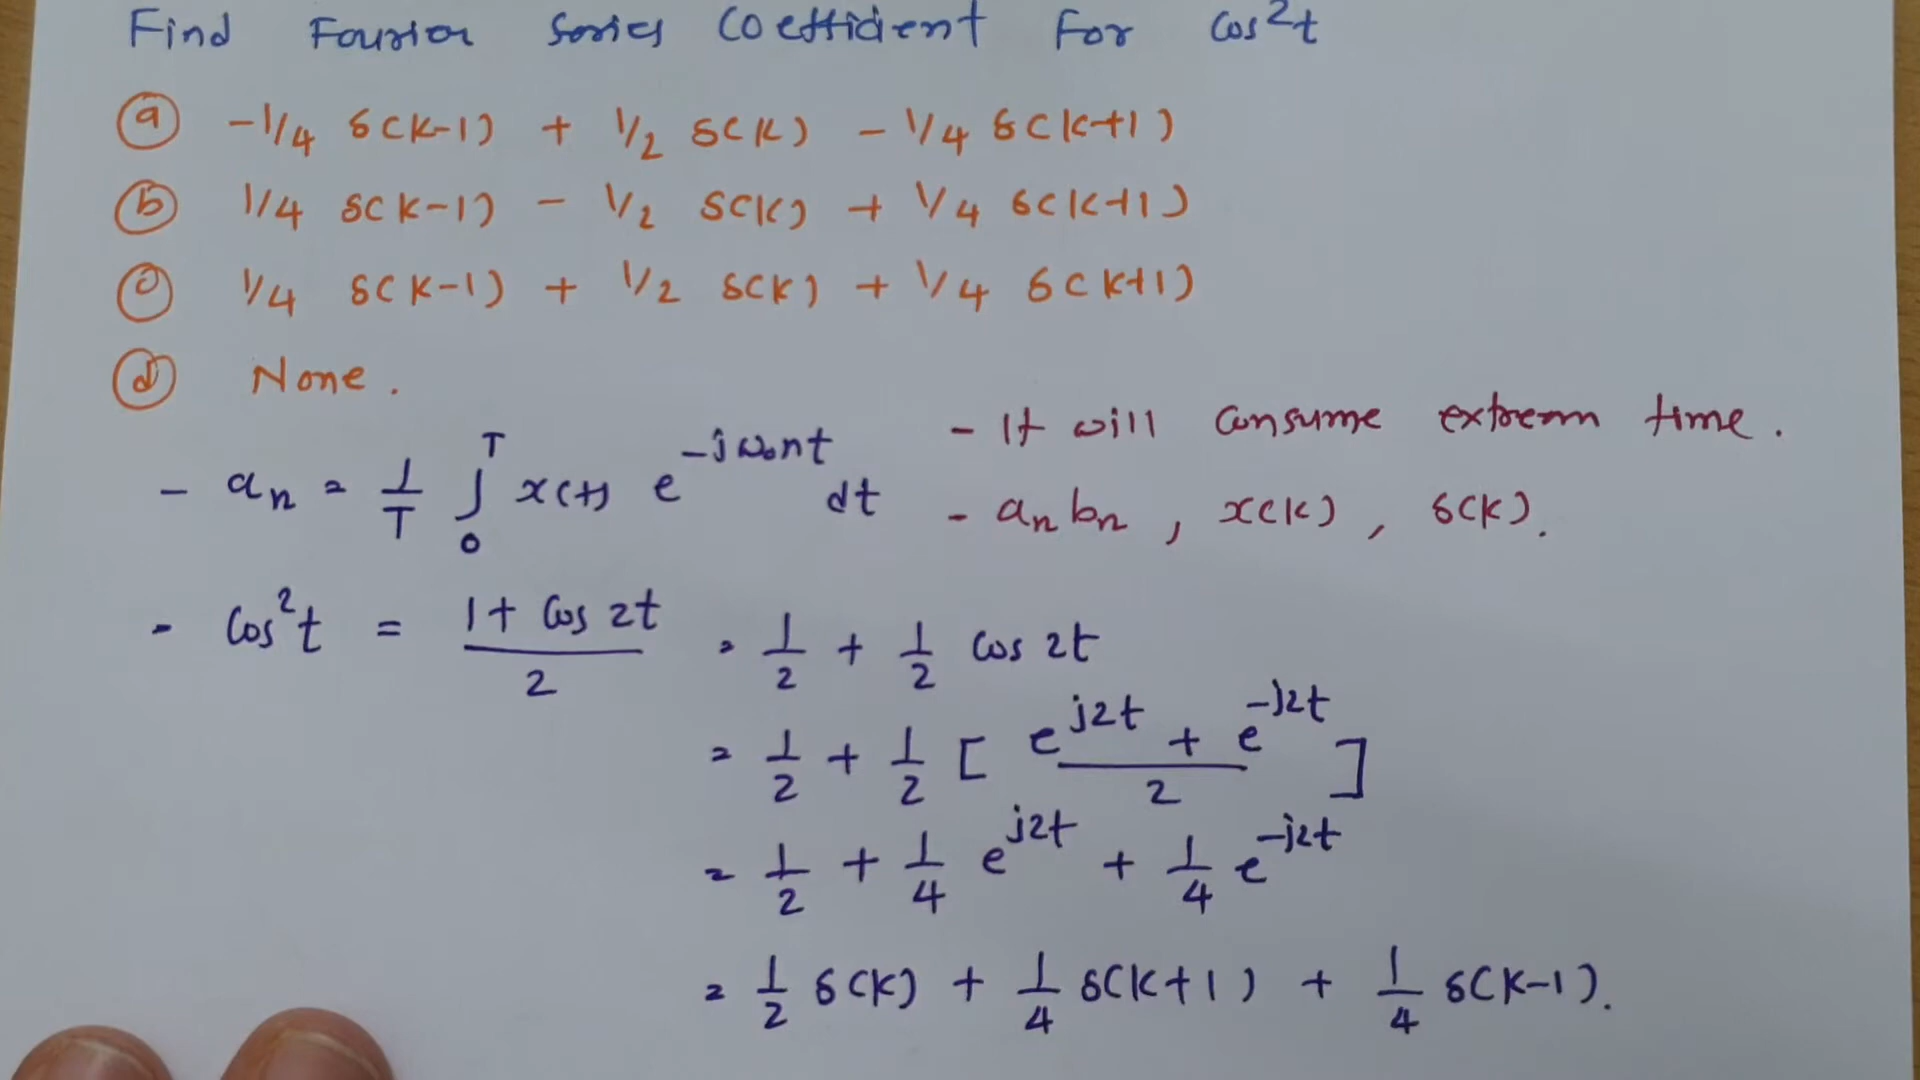 Find Fourier Series Coefficient For Cos²t
ⓐ -1/4 δ(k-1) + 1/2 δ(k) - 1/4 δ(k+1)
ⓑ 1/4 δ(k-1) - 1/2 δ(k) + 1/4 δ(k+1)
ⓒ 1/4 δ(k-1) + 1/2 δ(k) + 1/4 δ(k+1)
ⓓ None.
- It will consume extreem time.
- aₙ = 1/T ∫₀ᵀ x(t) e^(-jω₀nt) dt
- aₙ bₙ , x(k) , δ(k).
- Cos²t = (1 + Cos 2t)/2 = 1/2 + 1/2 Cos 2t
= 1/2 + 1/2 [ (e^(j2t) + e^(-j2t))/2 ]
= 1/2 + 1/4 e^(j2t) + 1/4 e^(-j2t)
= 1/2 δ(k) + 1/4 δ(k+1) + 1/4 δ(k-1).